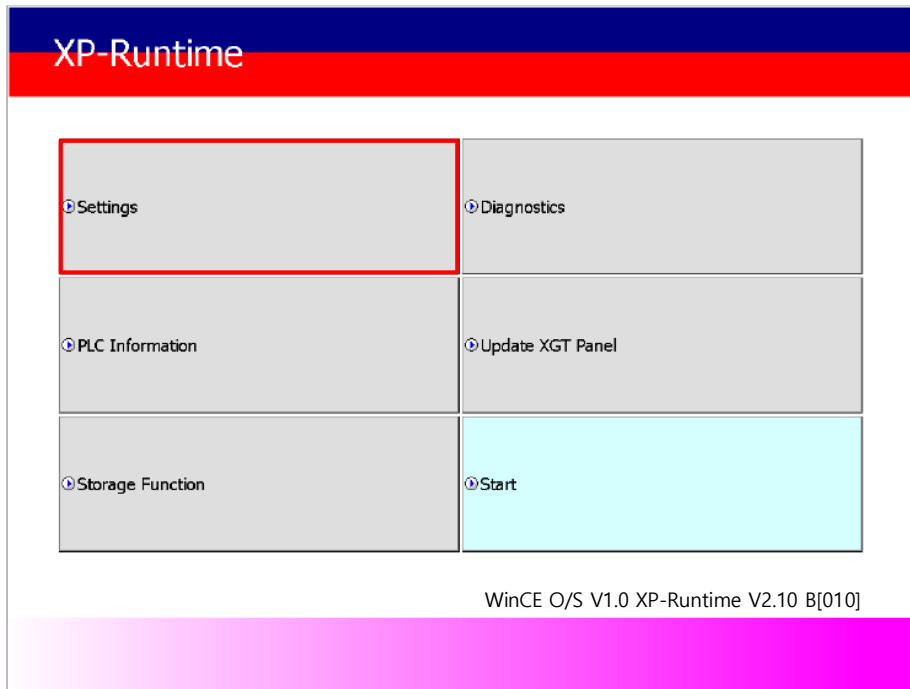 XP-Runtime
Settings
Diagnostics
PLC Information
Update XGT Panel
Storage Function
Start
WinCE O/S V1.0 XP-Runtime V2.10 B[010]